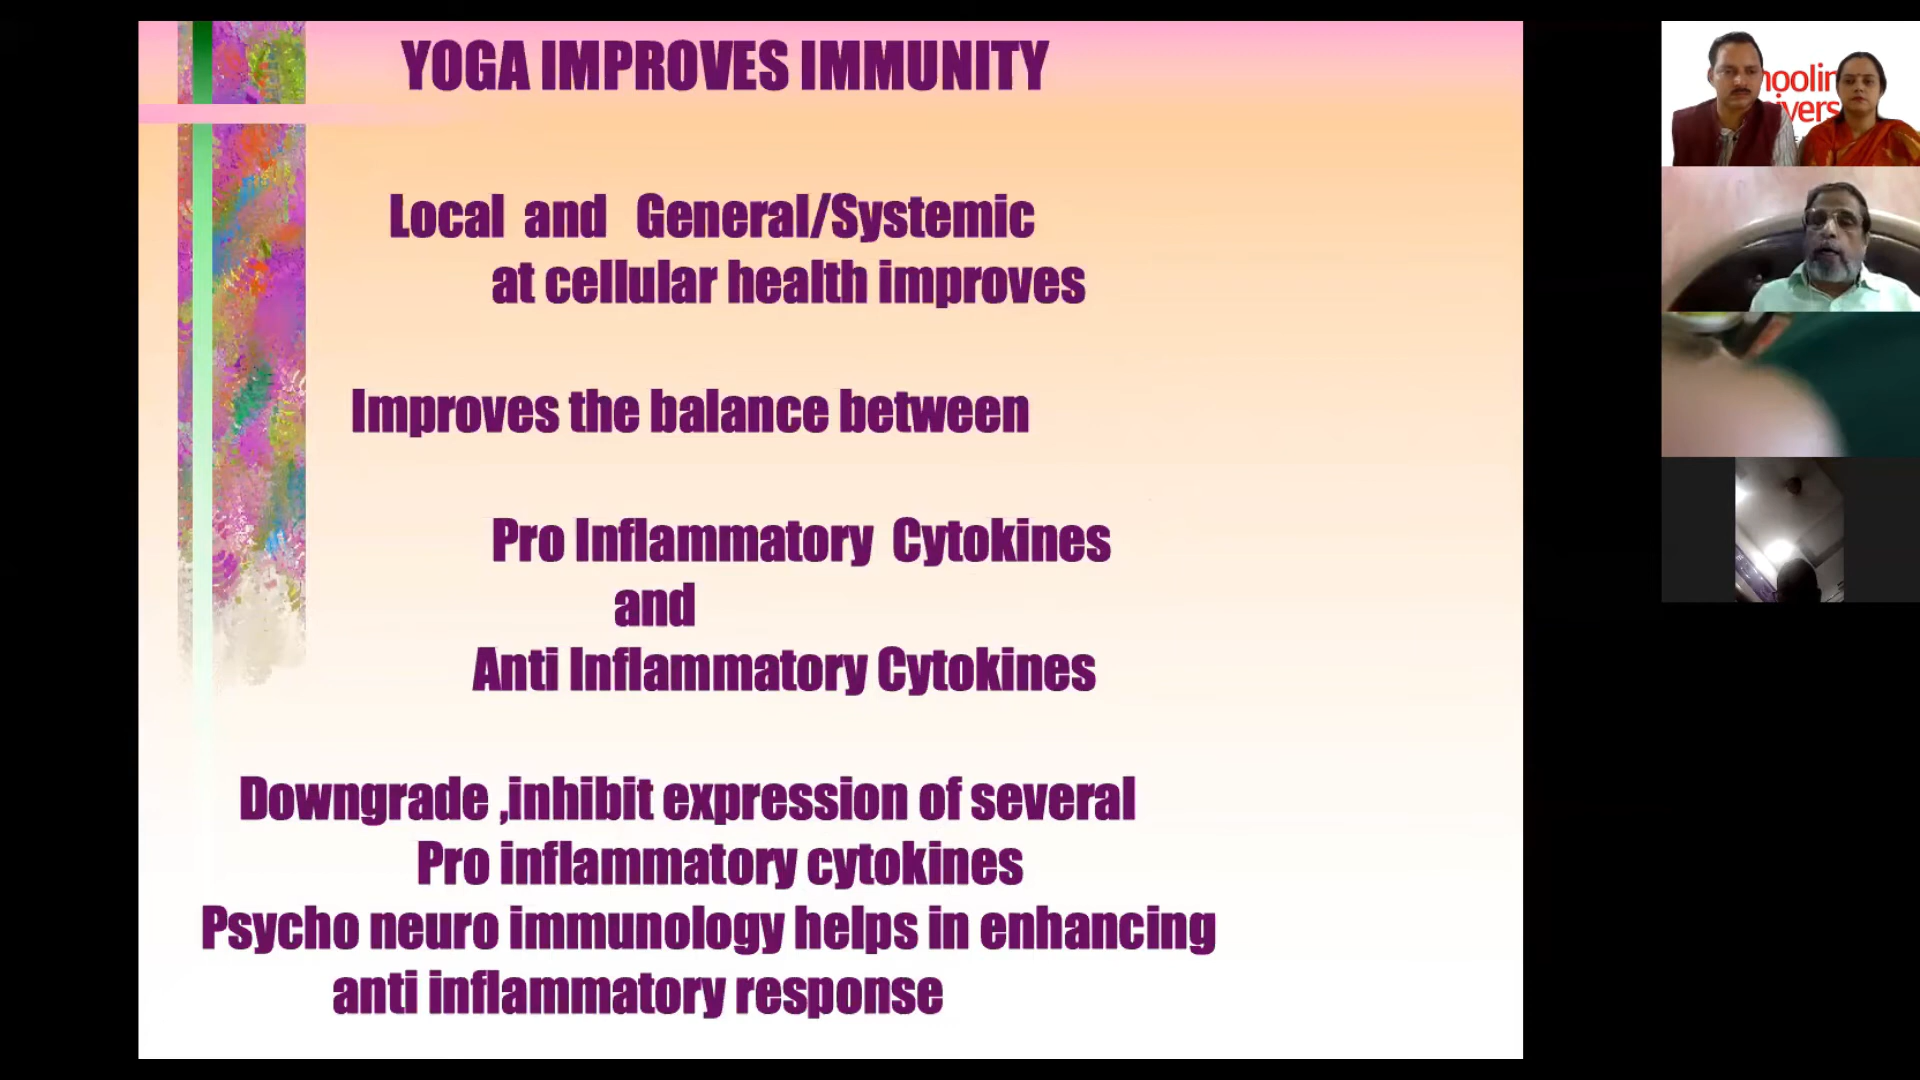 YOGA IMPROVES IMMUNITY
Local and General/Systemic
at cellular health improves
Improves the balance between
Pro Inflammatory Cytokines
and
Anti Inflammatory Cytokines
Downgrade ,inhibit expression of several
Pro inflammatory cytokines
Psycho neuro immunology helps in enhancing
anti inflammatory response